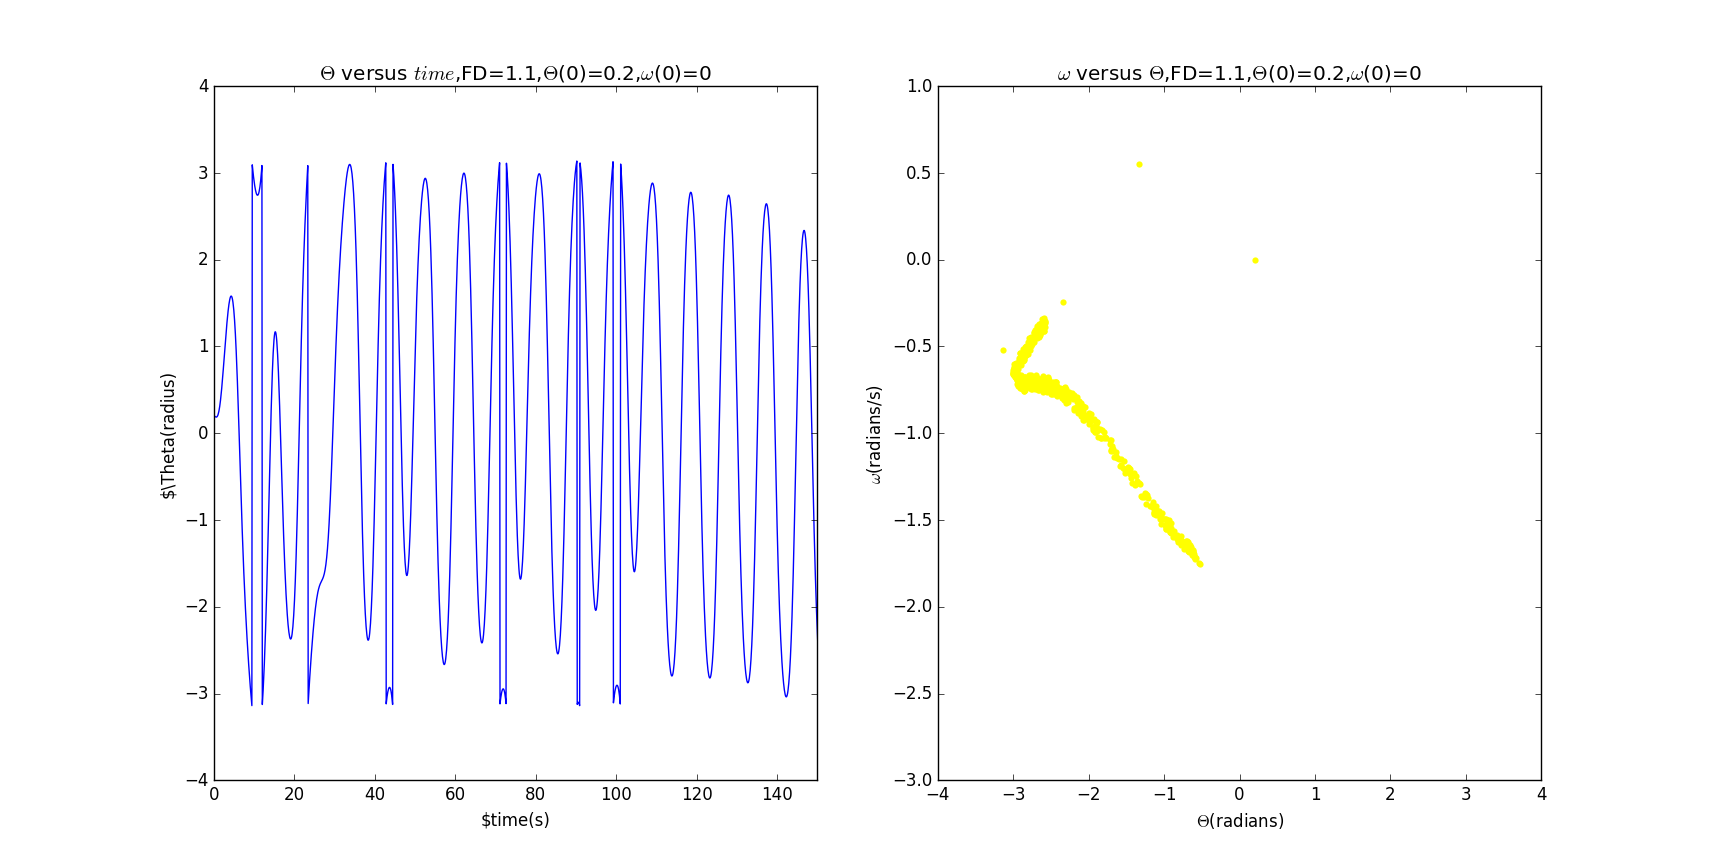 Θ versus time,FD=1.1,Θ(0)=0.2,ω(0)=0
4
3
2
1
0
−1
−2
−3
−4
$\Theta(radius)
0 20 40 60 80 100 120 140
$time(s)
ω versus Θ,FD=1.1,Θ(0)=0.2,ω(0)=0
1.0
0.5
0.0
−0.5
−1.0
−1.5
−2.0
−2.5
−3.0
ω(radians/s)
−4 −3 −2 −1 0 1 2 3 4
Θ(radians)